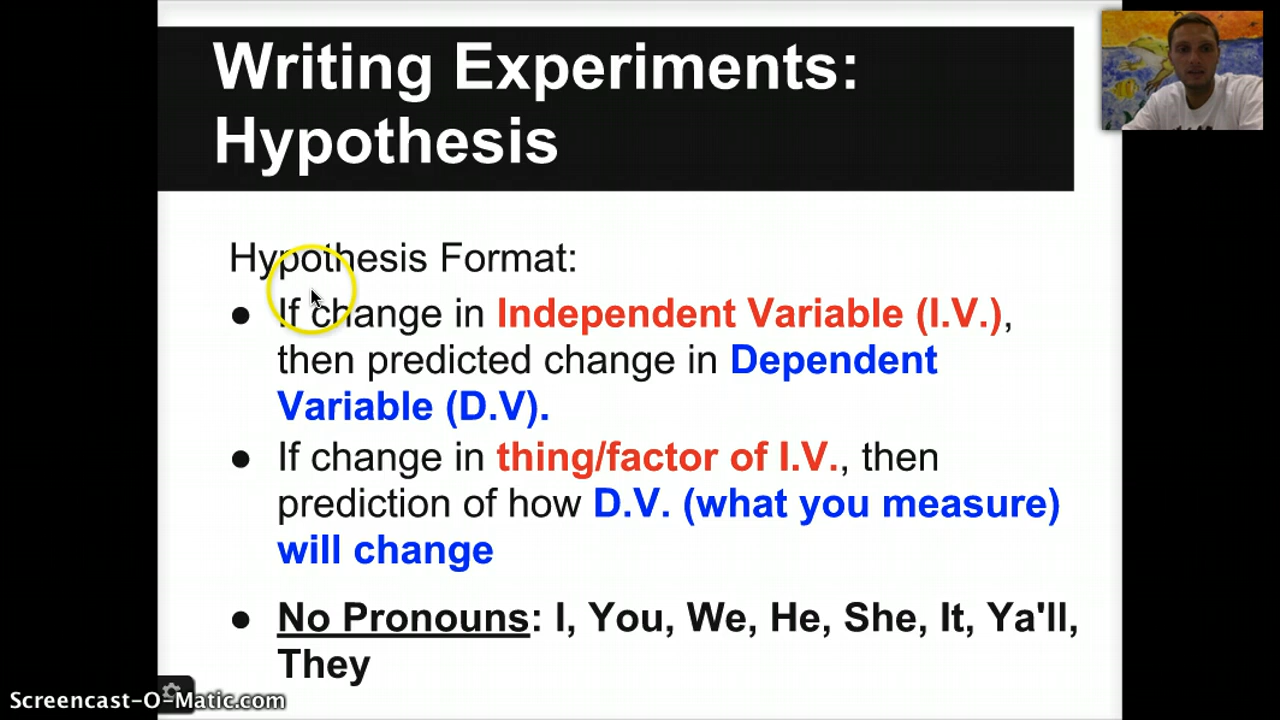 Writing Experiments:
Hypothesis
Hypothesis Format:
● If change in Independent Variable (I.V.),
then predicted change in Dependent
Variable (D.V).
● If change in thing/factor of I.V., then
prediction of how D.V. (what you measure)
will change
● No Pronouns: I, You, We, He, She, It, Ya'll,
They
Screencast-O-Matic.com